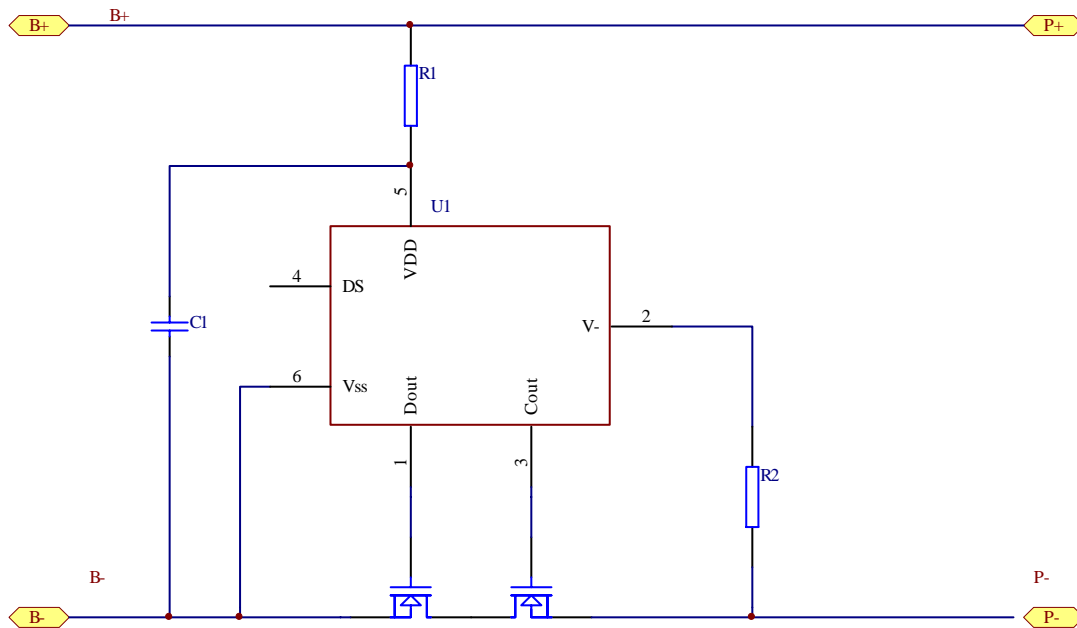 B+
B+
P+
R1
5
U1
VDD
4
DS
2
V-
C1
6
Vss
Dout
Cout
1
3
R2
B-
P-
B-
P-